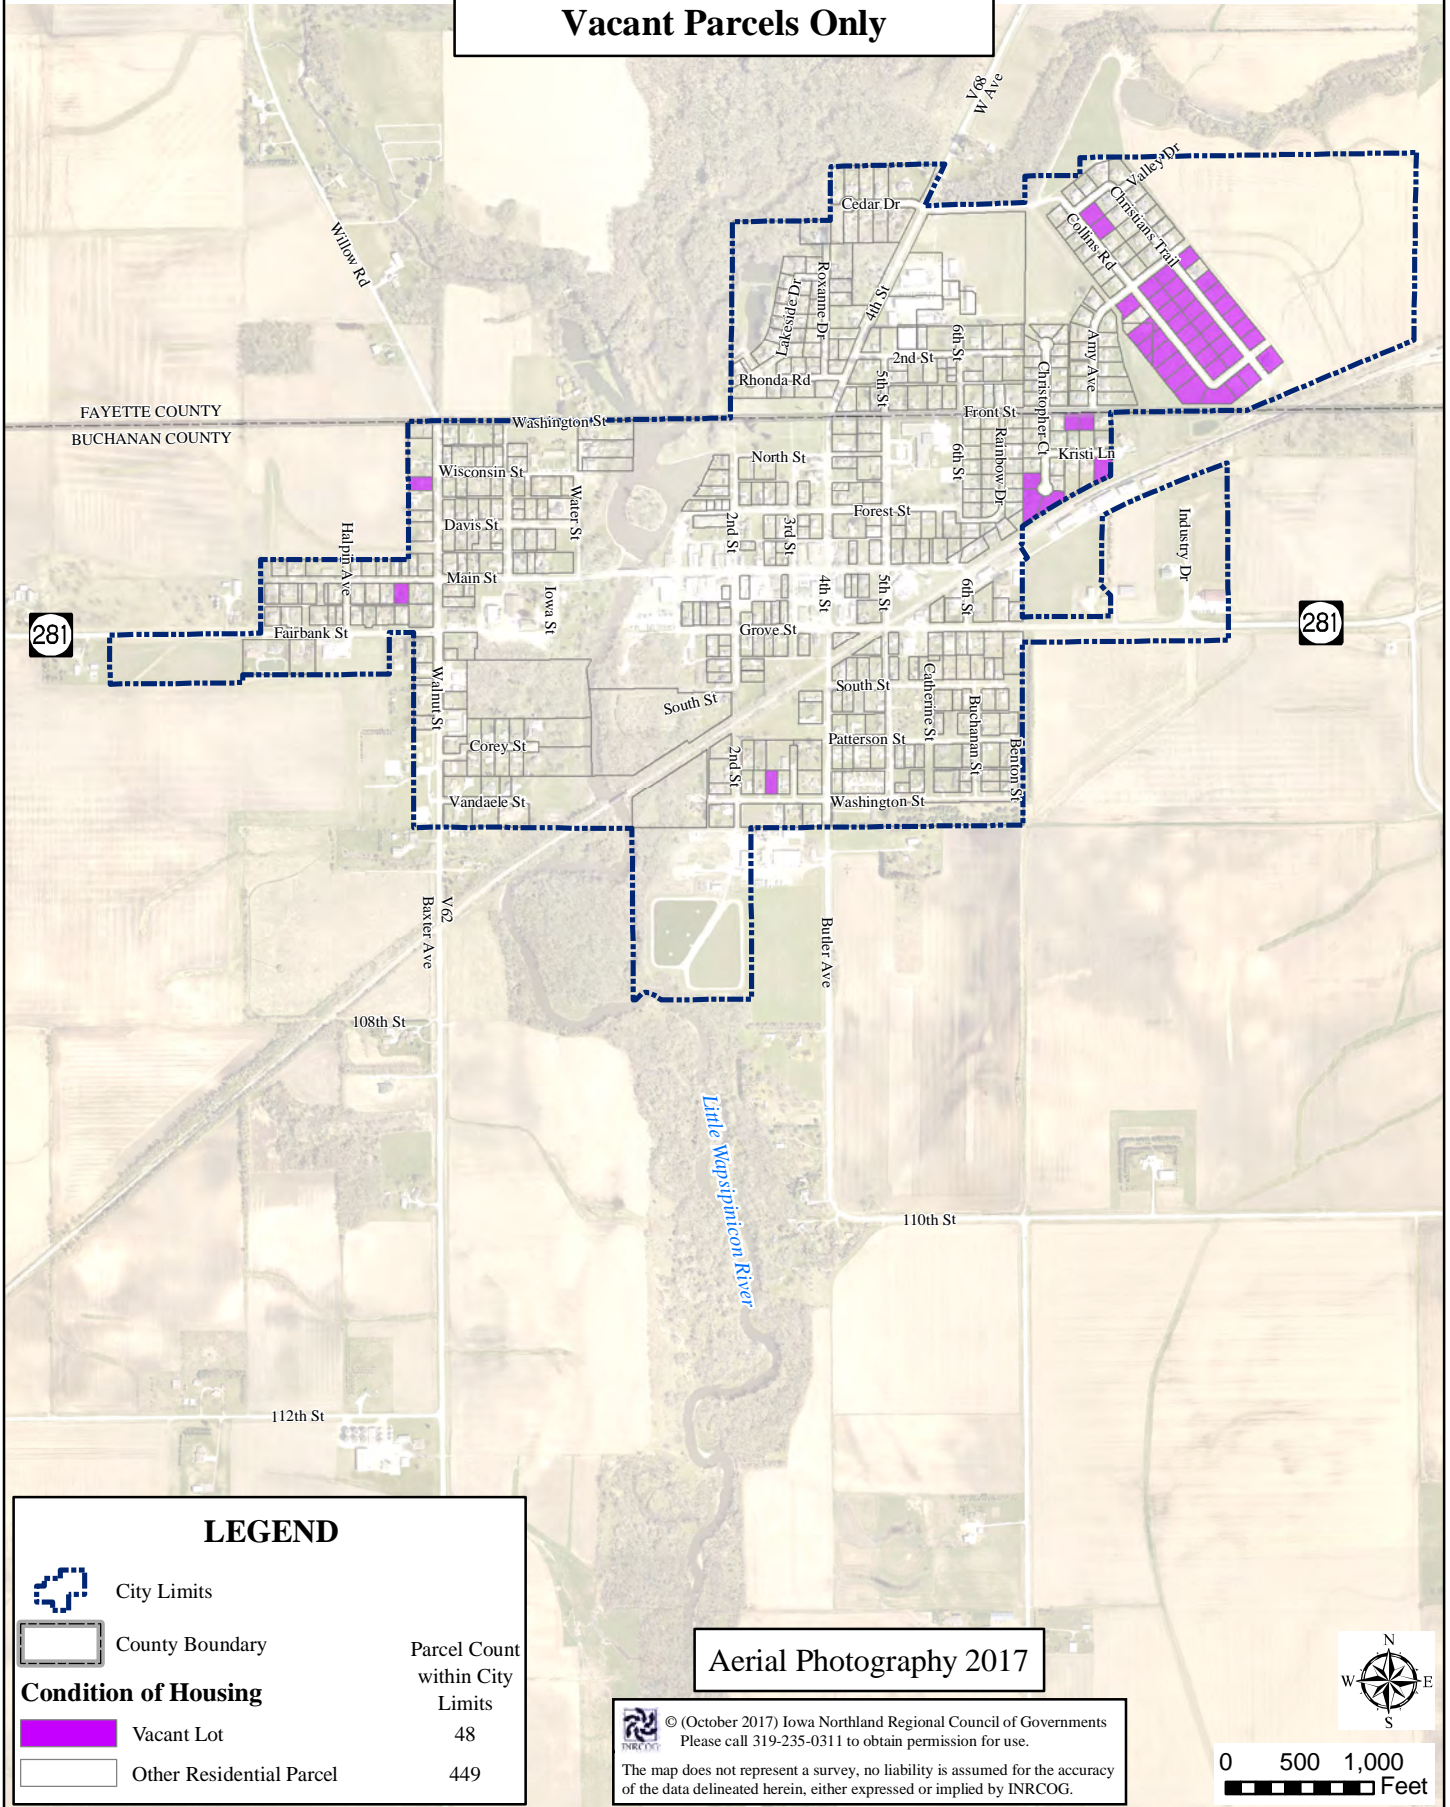 Vacant Parcels Only
V68
W Ave
Valley Dr
Cedar Dr
Christians Trail
Collins Rd
Willow Rd
Roxanne Dr
Lakeside Dr
4th St
6th St
2nd St
Amy Ave
Rhonda Rd
5th St
Christopher Ct
FAYETTE COUNTY
BUCHANAN COUNTY
Washington St
Front St
Wisconsin St
North St
6th St
Rainbow Dr
Kristi Ln
Water St
Davis St
2nd St
3rd St
Forest St
Industry Dr
Halpin Ave
Main St
Iowa St
4th St
5th St
6th St
281
Fairbank St
Grove St
281
Walnut St
South St
South St
Catherine St
Buchanan St
Corey St
2nd St
Patterson St
Benton St
Vandaele St
Washington St
V62
Baxter Ave
Butler Ave
108th St
Little Wapsipinicon River
110th St
112th St
LEGEND
City Limits
County Boundary
Parcel Count
within City
Limits
Condition of Housing
Vacant Lot 48
Other Residential Parcel 449
Aerial Photography 2017
INRCOG
© (October 2017) Iowa Northland Regional Council of Governments
Please call 319-235-0311 to obtain permission for use.
The map does not represent a survey, no liability is assumed for the accuracy
of the data delineated herein, either expressed or implied by INRCOG.
N
W E
S
0 500 1,000
Feet